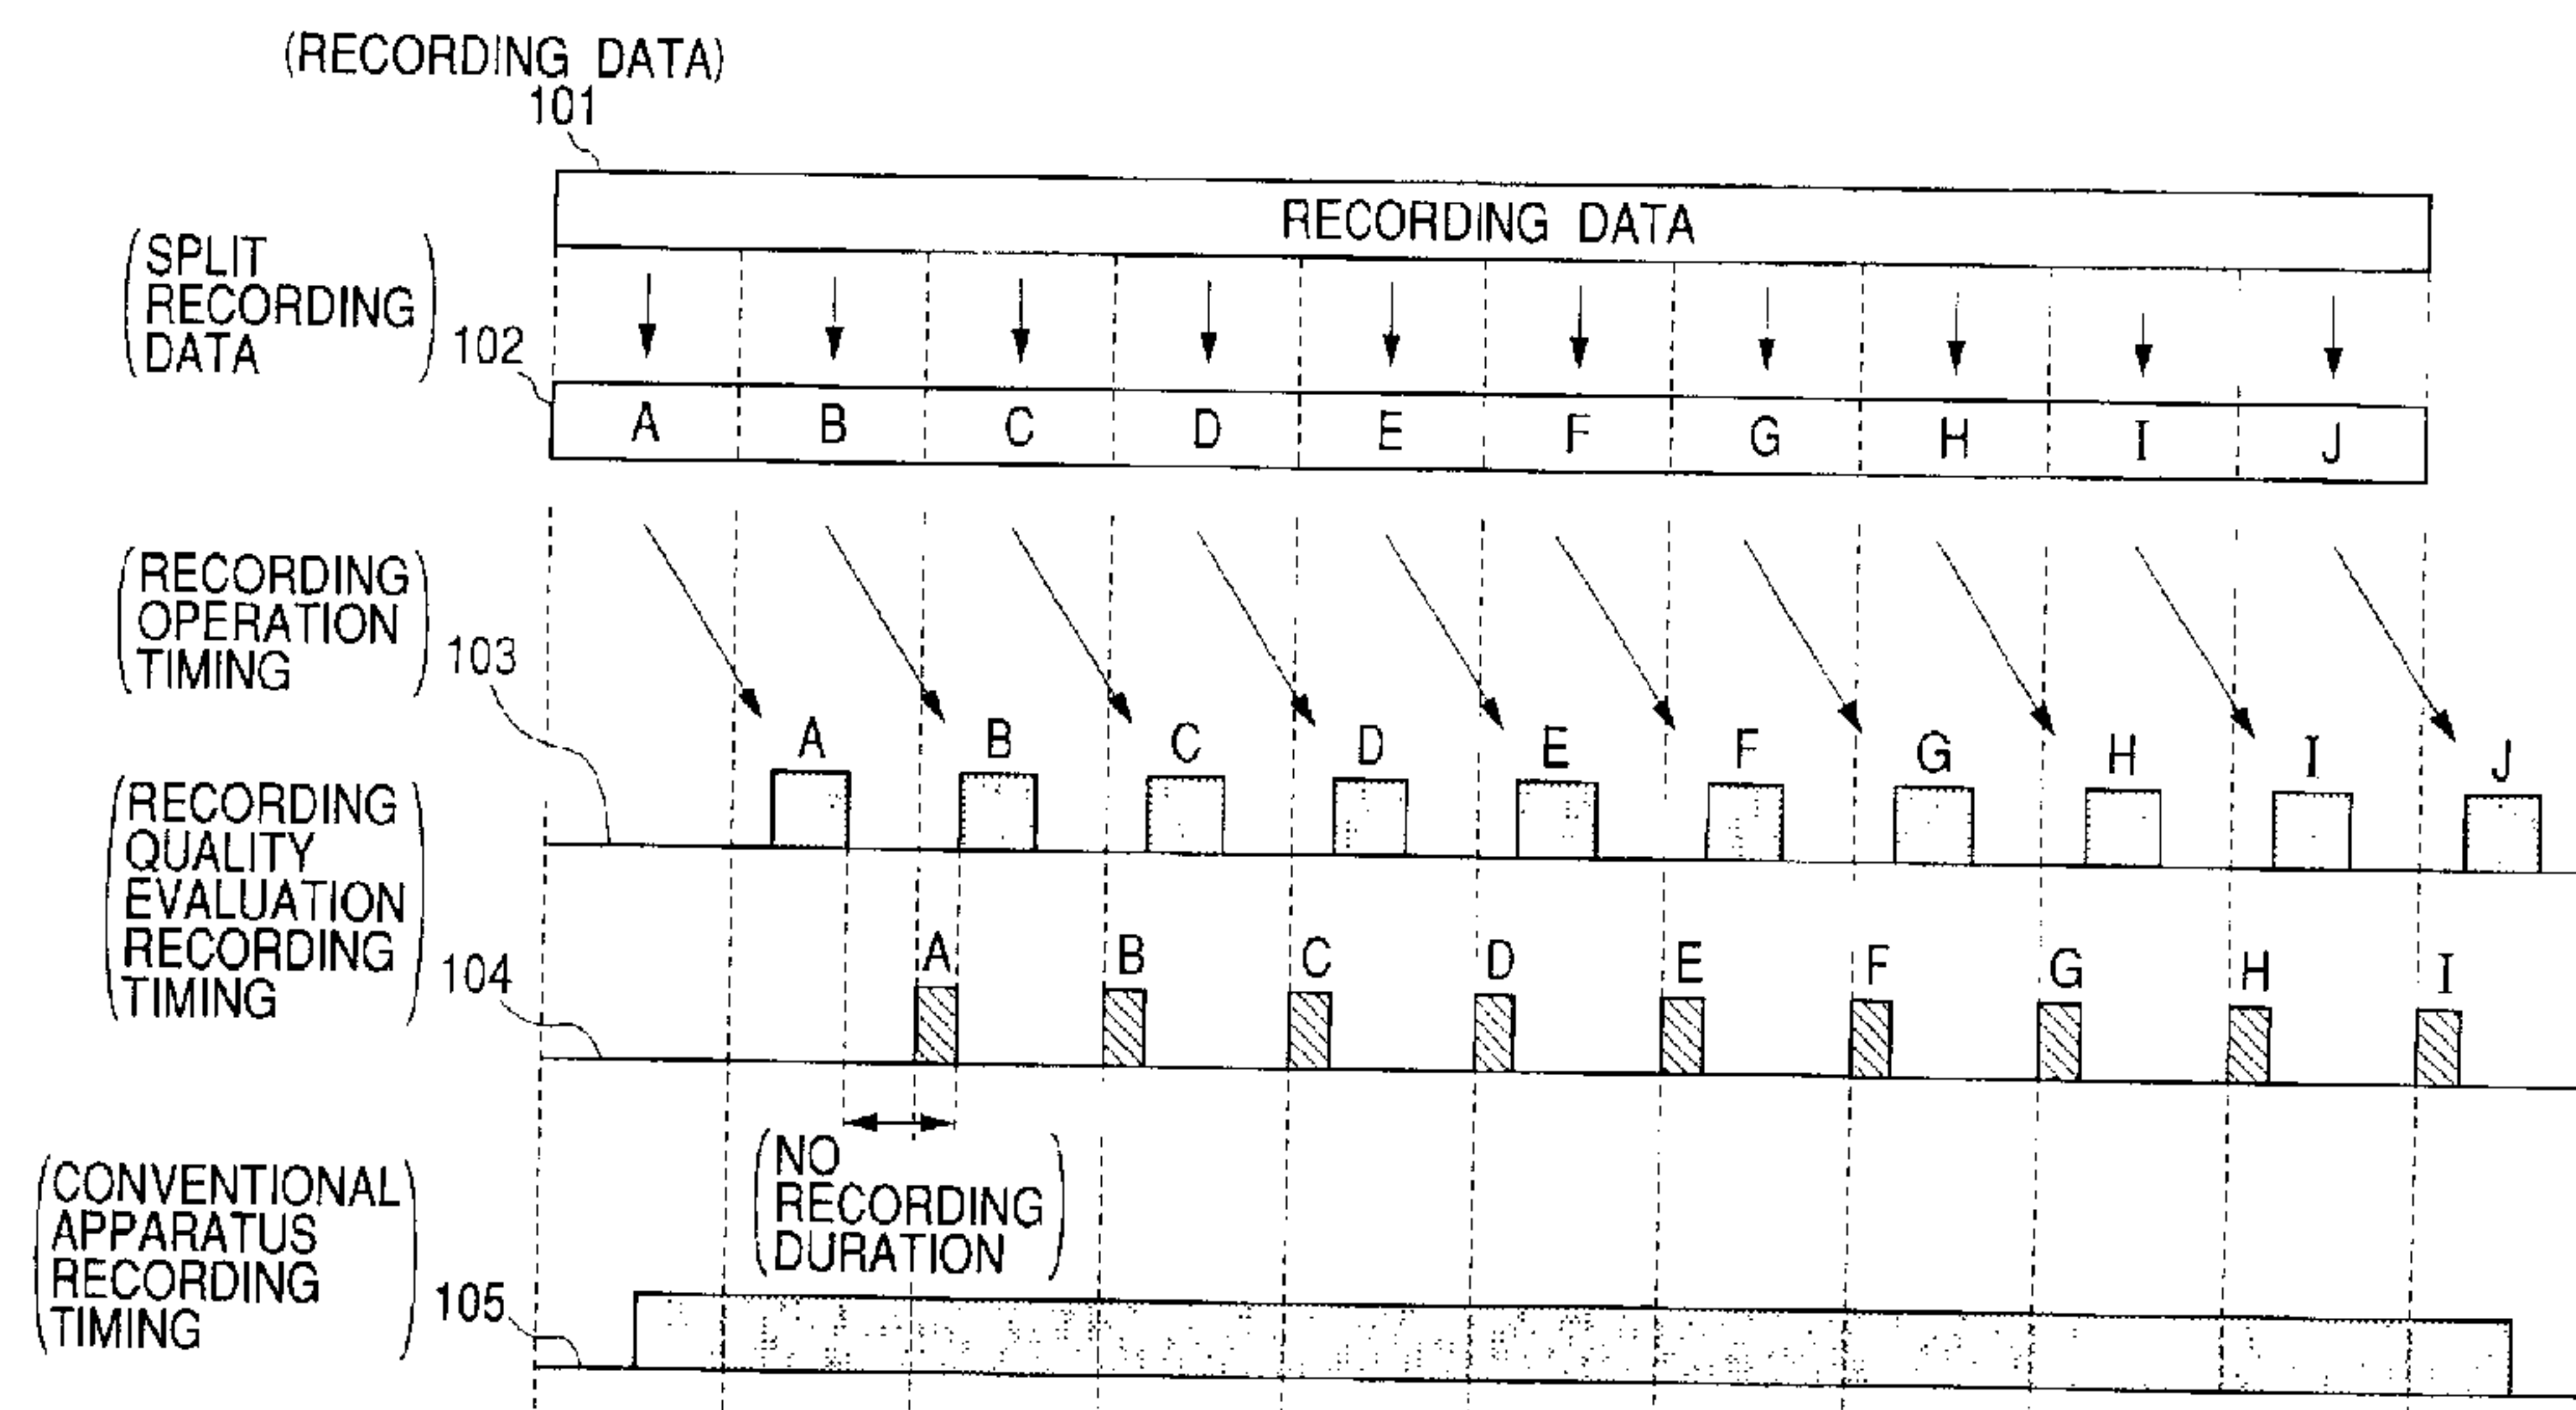 (RECORDING DATA)
101
RECORDING DATA
(SPLIT
RECORDING
DATA)
102
A B C D E F G H I J
(RECORDING
OPERATION
TIMING)
103
A B C D E F G H I J
(RECORDING
QUALITY
EVALUATION
RECORDING
TIMING)
104
A B C D E F G H I
(NO
RECORDING
DURATION)
(CONVENTIONAL
APPARATUS
RECORDING
TIMING)
105